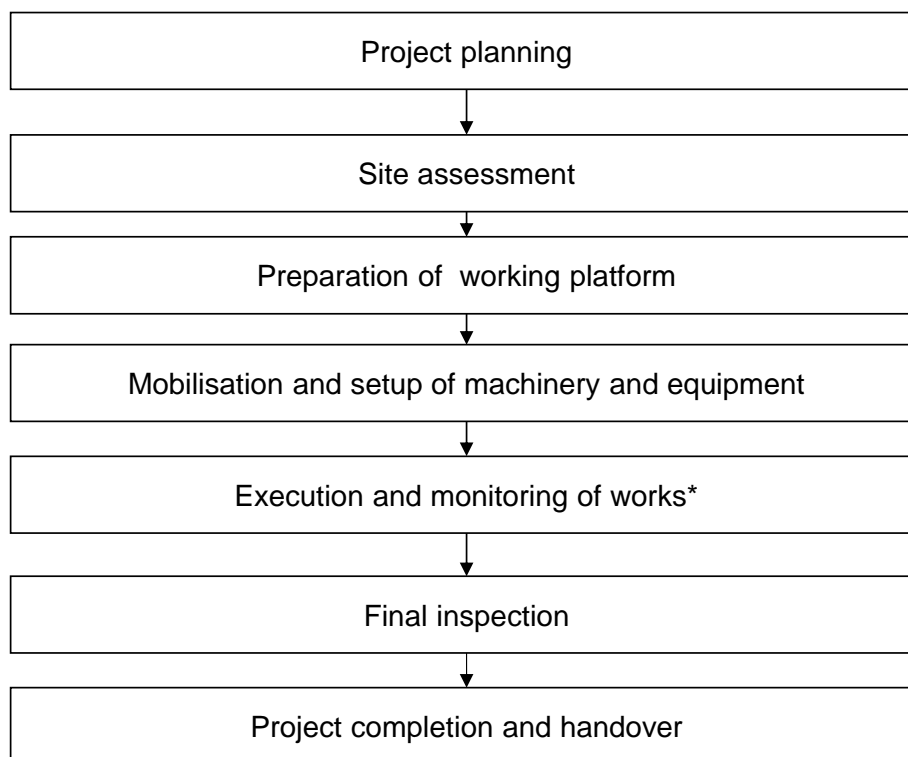 Project planning
Site assessment
Preparation of  working platform
Mobilisation and setup of machinery and equipment
Execution and monitoring of works*
Final inspection
Project completion and handover